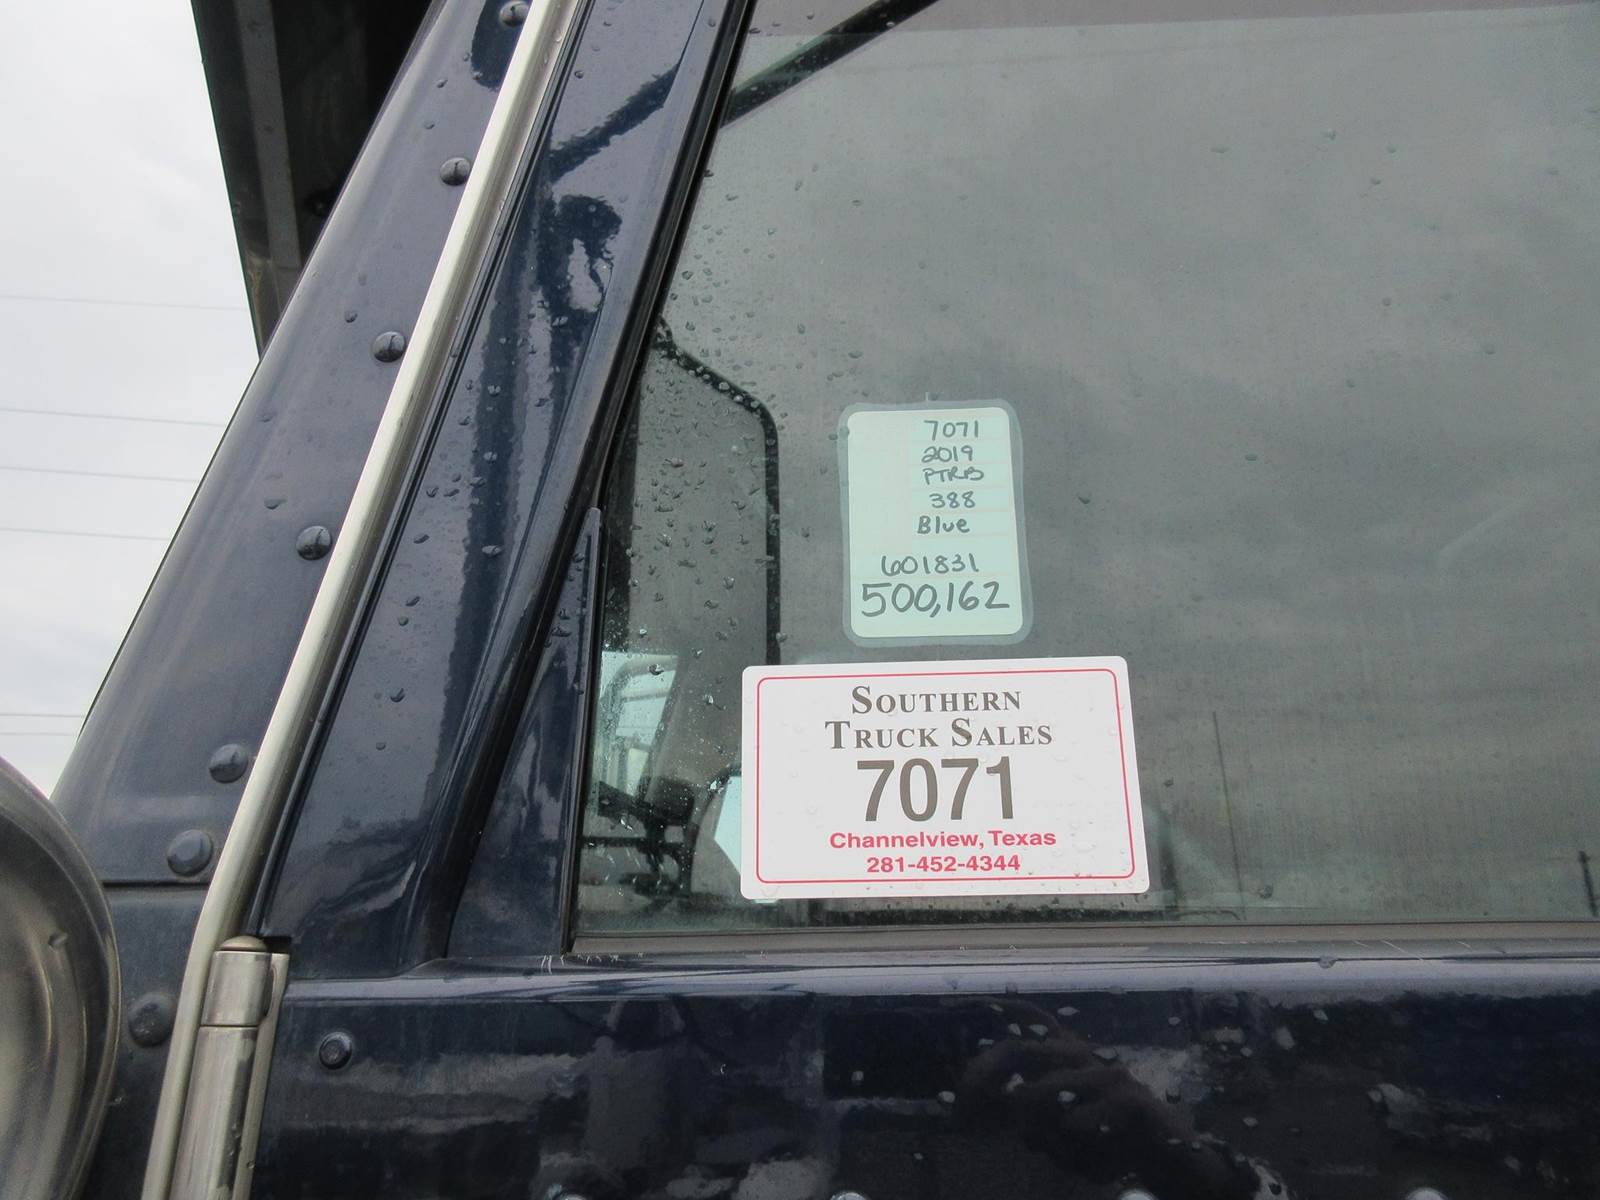 7071
2019
PTRB
388
Blue
601831
500,162
SOUTHERN
TRUCK SALES
7071
Channelview, Texas
281-452-4344